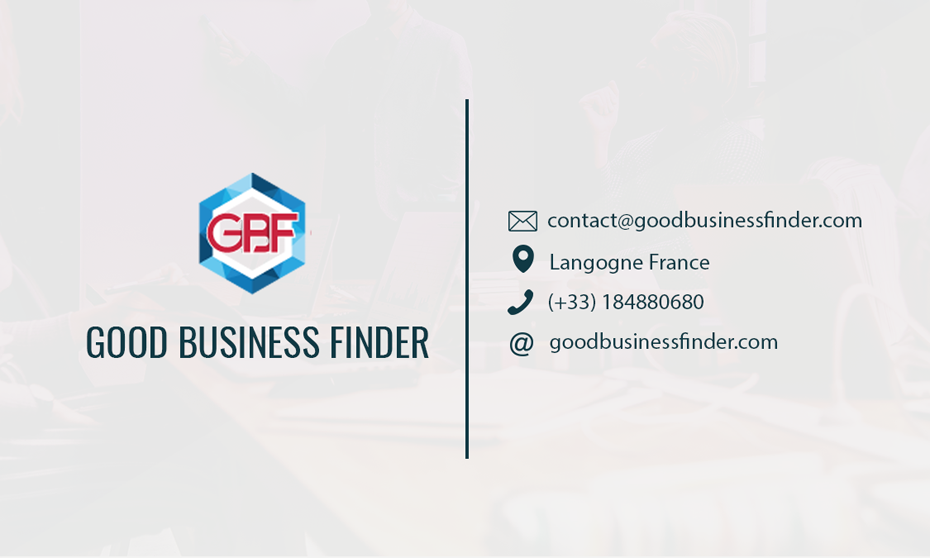 GBF
GOOD BUSINESS FINDER
contact@goodbusinessfinder.com
Langogne France
(+33) 184880680
goodbusinessfinder.com